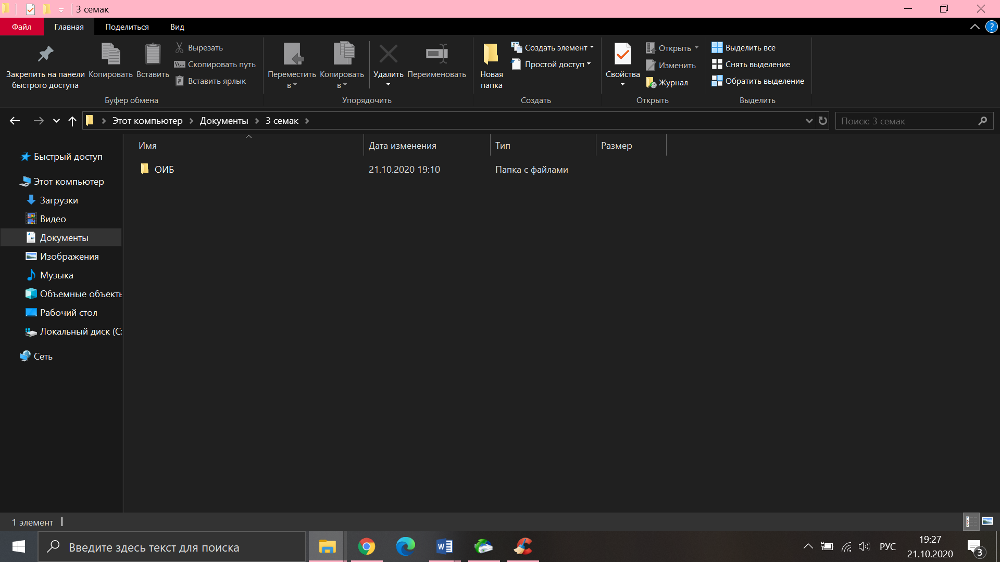 3 семак
Файл
Главная
Поделиться
Вид
Закрепить на панели
быстрого доступа
Копировать
Вставить
Вырезать
Скопировать путь
Вставить ярлык
Буфер обмена
Переместить
в
Копировать
в
Удалить
Переименовать
Упорядочить
Новая
папка
Создать элемент
Простой доступ
Создать
Свойства
Открыть
Изменить
Журнал
Открыть
Выделить все
Снять выделение
Обратить выделение
Выделить
Этот компьютер
Документы
3 семак
Поиск: 3 семак
Имя
Дата изменения
Тип
Размер
ОИБ
21.10.2020 19:10
Папка с файлами
Быстрый доступ
Этот компьютер
Загрузки
Видео
Документы
Изображения
Музыка
Объемные объекты
Рабочий стол
Локальный диск (C:
Сеть
1 элемент
Введите здесь текст для поиска
РУС
19:27
21.10.2020
3